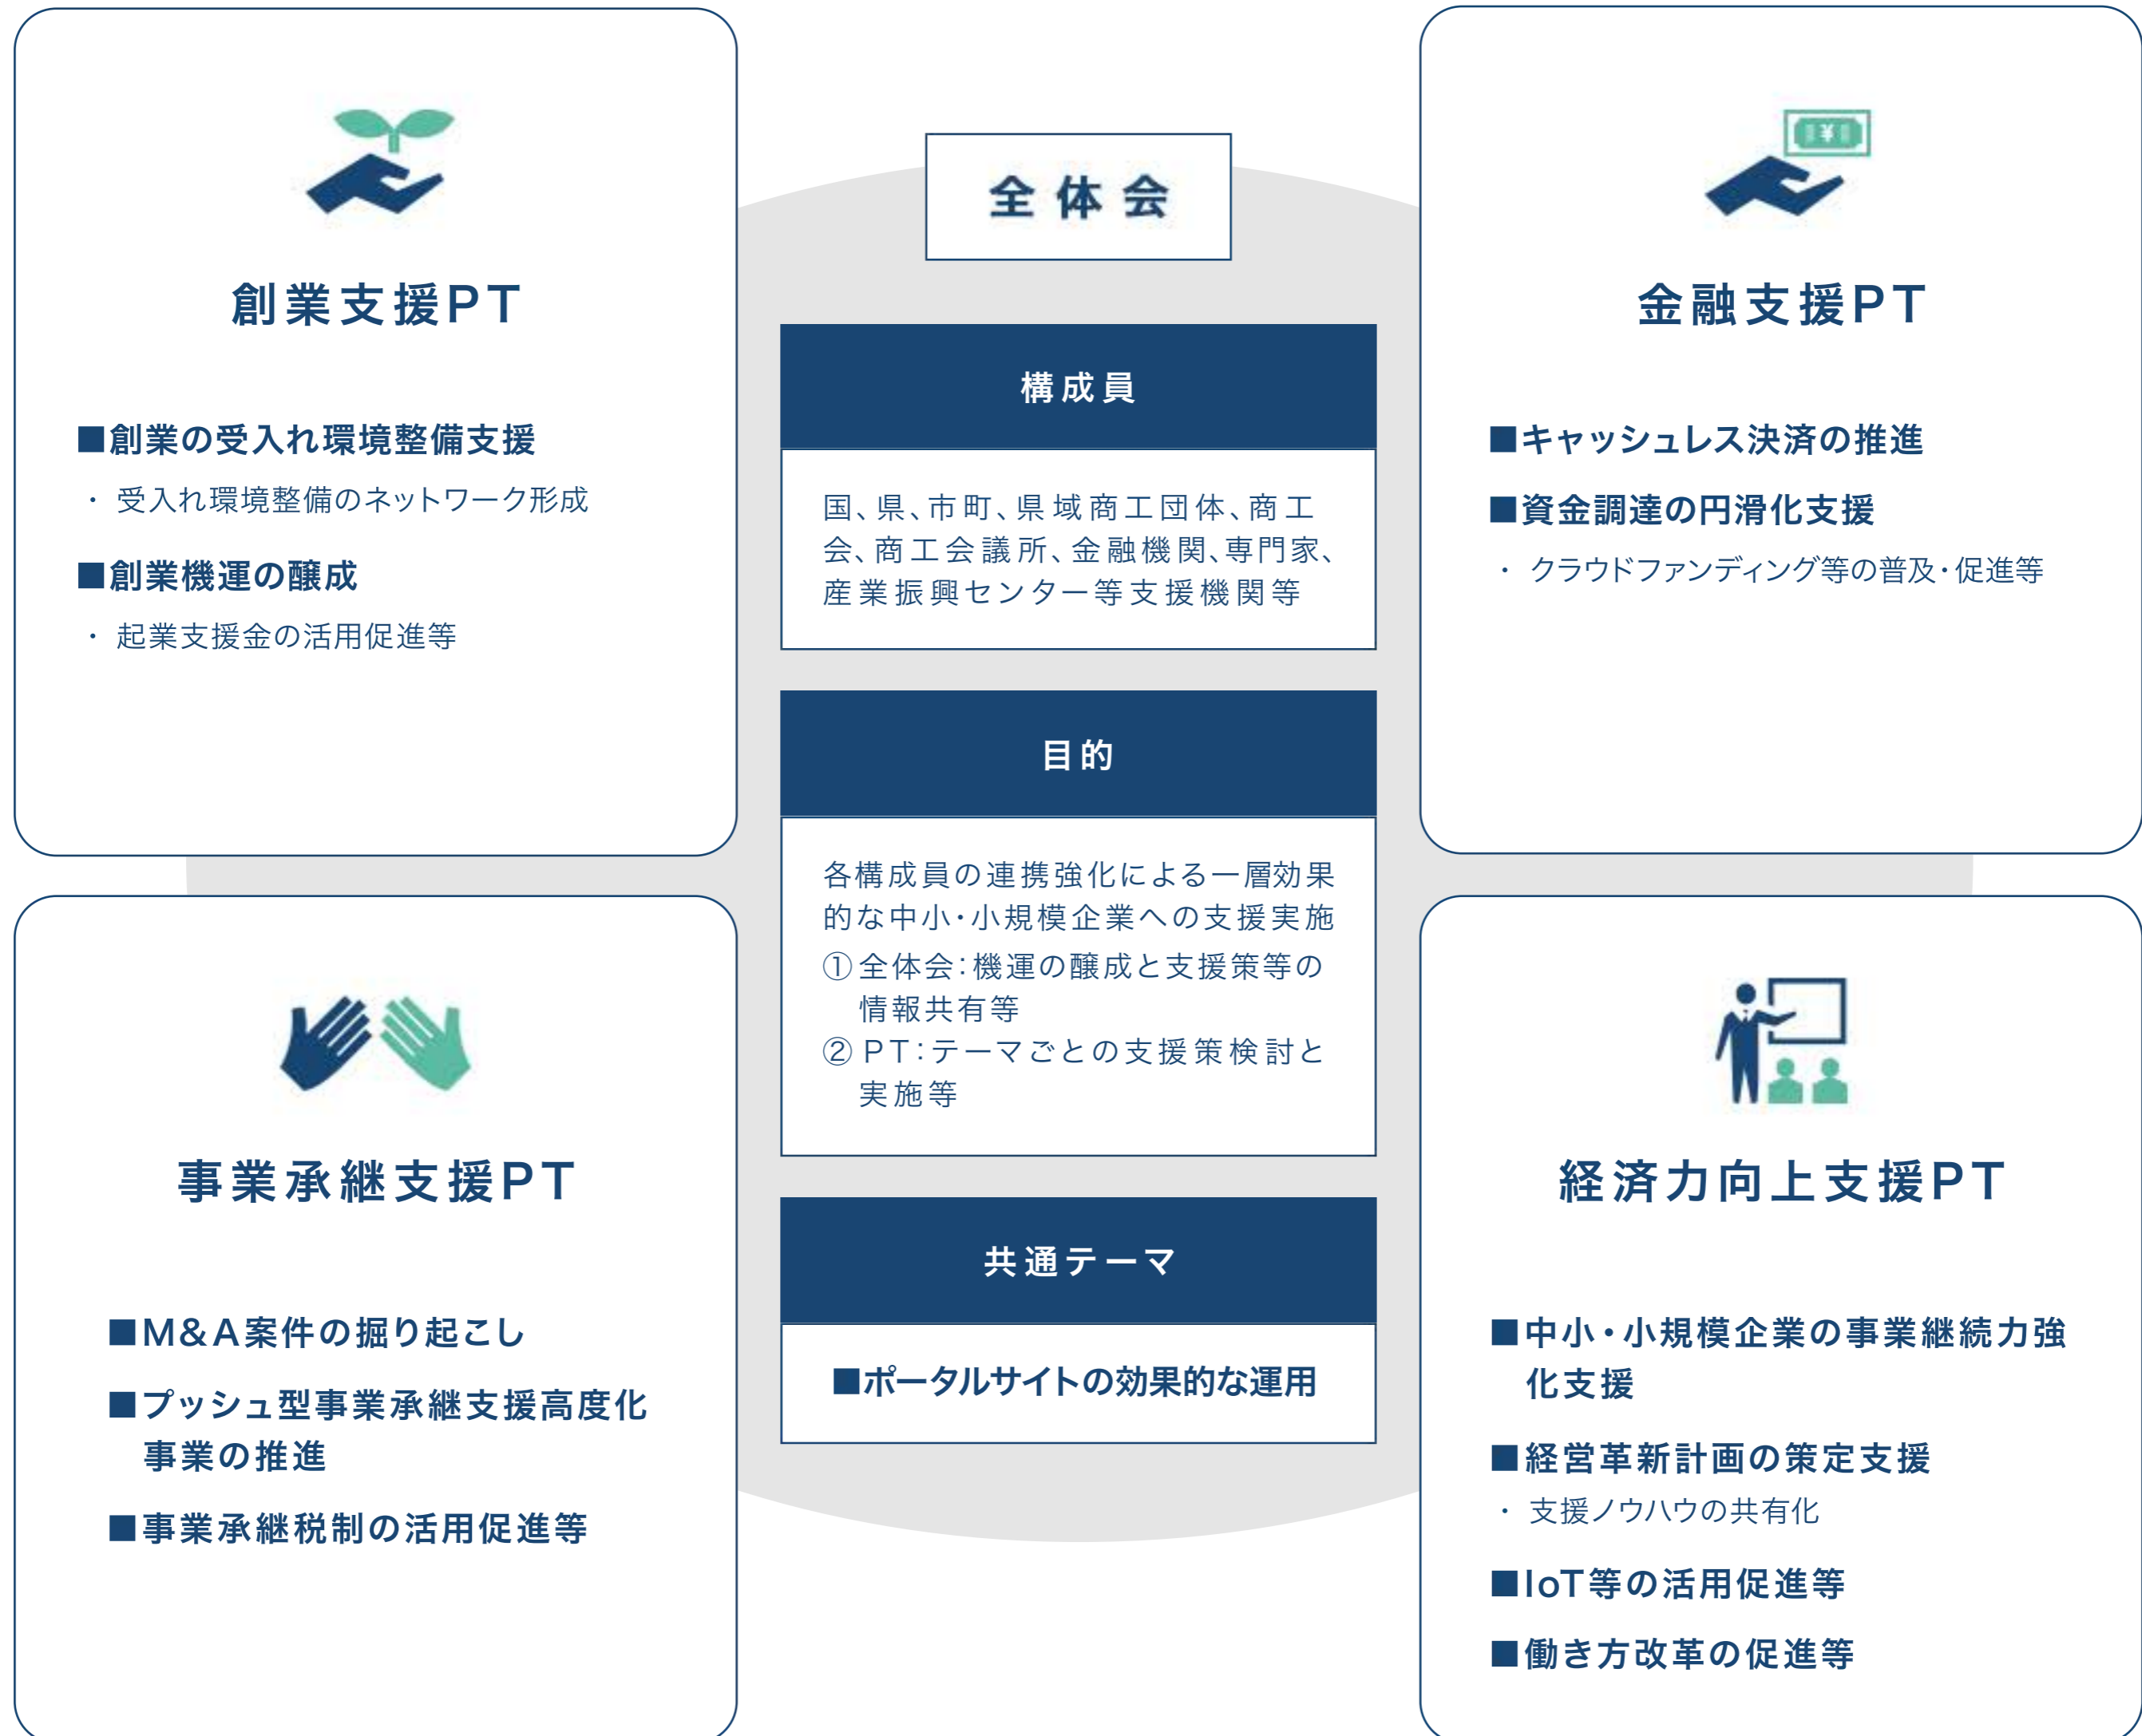 創業支援PT
■創業の受入れ環境整備支援
・ 受入れ環境整備のネットワーク形成
■創業機運の醸成
・ 起業支援金の活用促進等
全体会
構成員
国、県、市町、県域商工団体、商工
会、商工会議所、金融機関、専門家、
産業振興センター等支援機関等
目的
各構成員の連携強化による一層効果
的な中小・小規模企業への支援実施
① 全体会：機運の醸成と支援策等の
情報共有等
② PT：テーマごとの支援策検討と
実施等
共通テーマ
■ポータルサイトの効果的な運用
金融支援PT
■キャッシュレス決済の推進
■資金調達の円滑化支援
・ クラウドファンディング等の普及・促進等
事業承継支援PT
■M&A案件の掘り起こし
■プッシュ型事業承継支援高度化
事業の推進
■事業承継税制の活用促進等
経済力向上支援PT
■中小・小規模企業の事業継続力強
化支援
■経営革新計画の策定支援
・ 支援ノウハウの共有化
■IoT等の活用促進等
■働き方改革の促進等